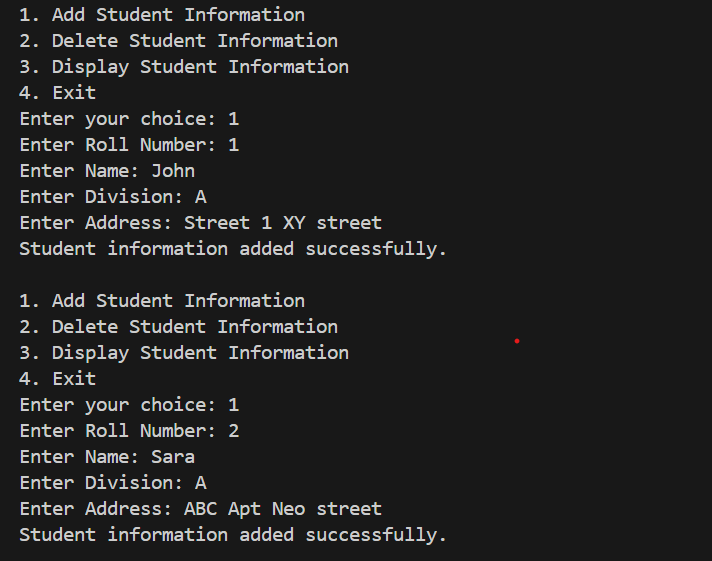 1. Add Student Information
2. Delete Student Information
3. Display Student Information
4. Exit
Enter your choice: 1
Enter Roll Number: 1
Enter Name: John
Enter Division: A
Enter Address: Street 1 XY street
Student information added successfully.
1. Add Student Information
2. Delete Student Information
3. Display Student Information
4. Exit
Enter your choice: 1
Enter Roll Number: 2
Enter Name: Sara
Enter Division: A
Enter Address: ABC Apt Neo street
Student information added successfully.